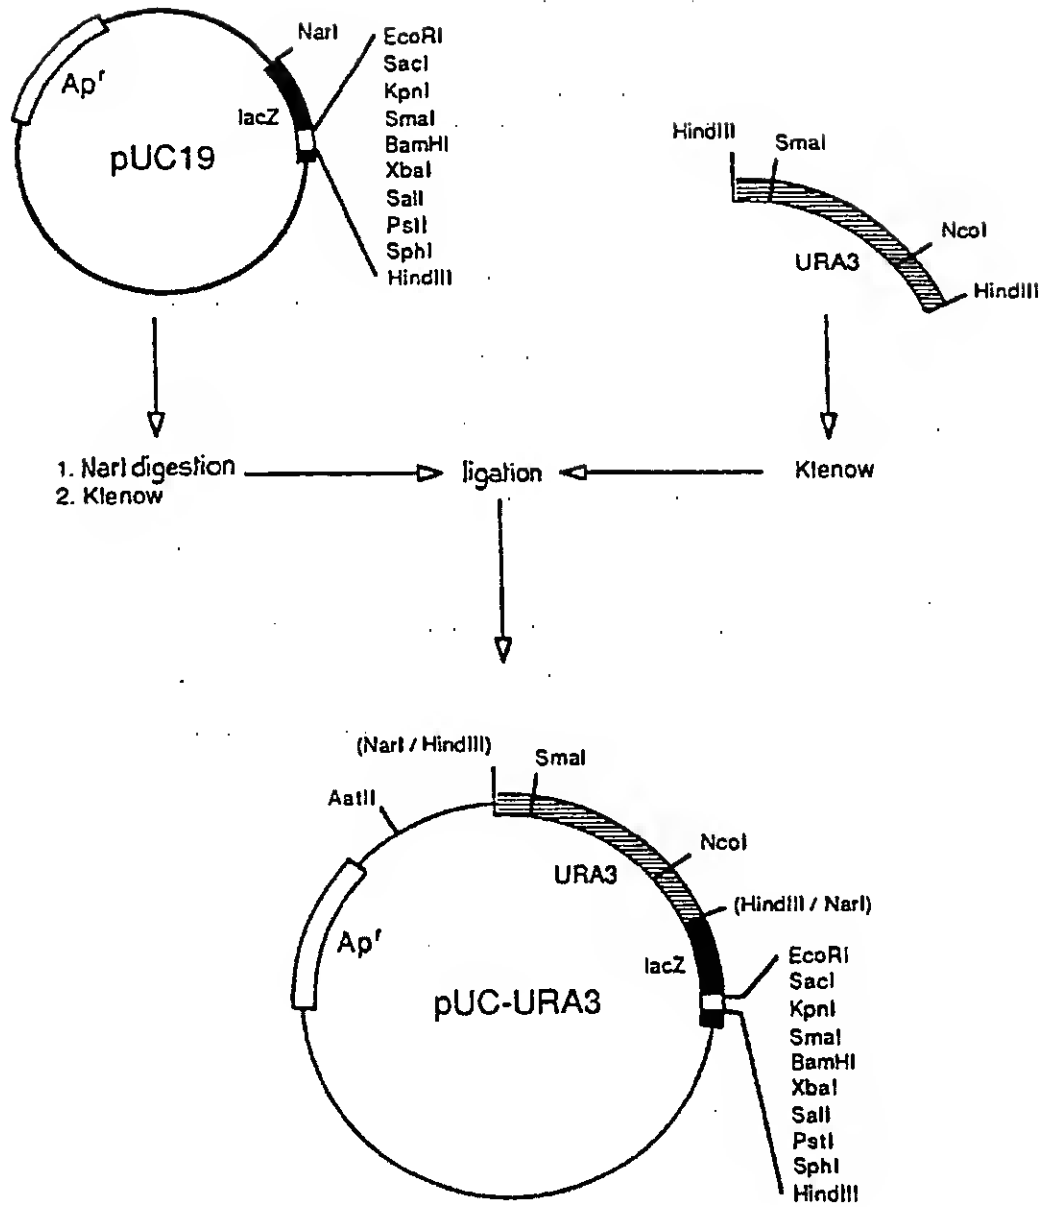 NarI
EcoRI
SacI
KpnI
SmaI
BamHI
XbaI
SalI
PstI
SphI
HindIII
Apʳ
lacZ
pUC19
HindIII
SmaI
NcoI
URA3
HindIII
1. NarI digestion
2. Klenow
ligation
Klenow
(NarI / HindIII)
SmaI
AatII
NcoI
URA3
(HindIII / NarI)
Apʳ
lacZ
pUC-URA3
EcoRI
SacI
KpnI
SmaI
BamHI
XbaI
SalI
PstI
SphI
HindIII